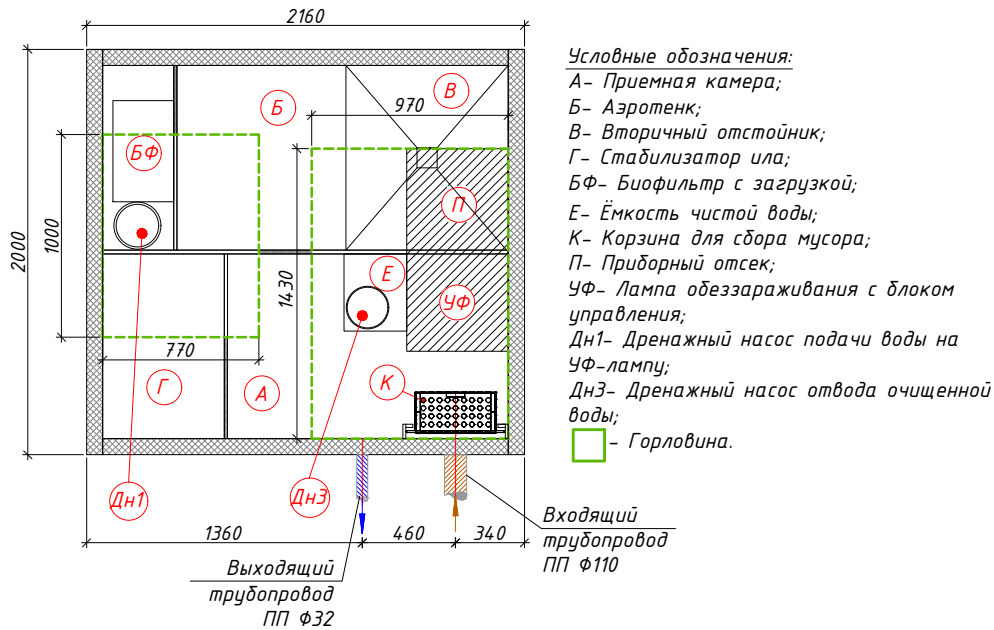 2160
Условные обозначения:
А- Приемная камера;
Б- Аэротенк;
В- Вторичный отстойник;
Г- Стабилизатор ила;
БФ- Биофильтр с загрузкой;
Е- Ёмкость чистой воды;
К- Корзина для сбора мусора;
П- Приборный отсек;
УФ- Лампа обеззараживания с блоком
управления;
Дн1- Дренажный насос подачи воды на
УФ-лампу;
Дн3- Дренажный насос отвода очищенной
воды;
- Горловина.
В
Б
970
БФ
П
1000
2000
1430
Е
УФ
770
Г
А
К
Дн1
Дн3
1360
460
340
Входящий
трубопровод
ПП Ф110
Выходящий
трубопровод
ПП Ф32